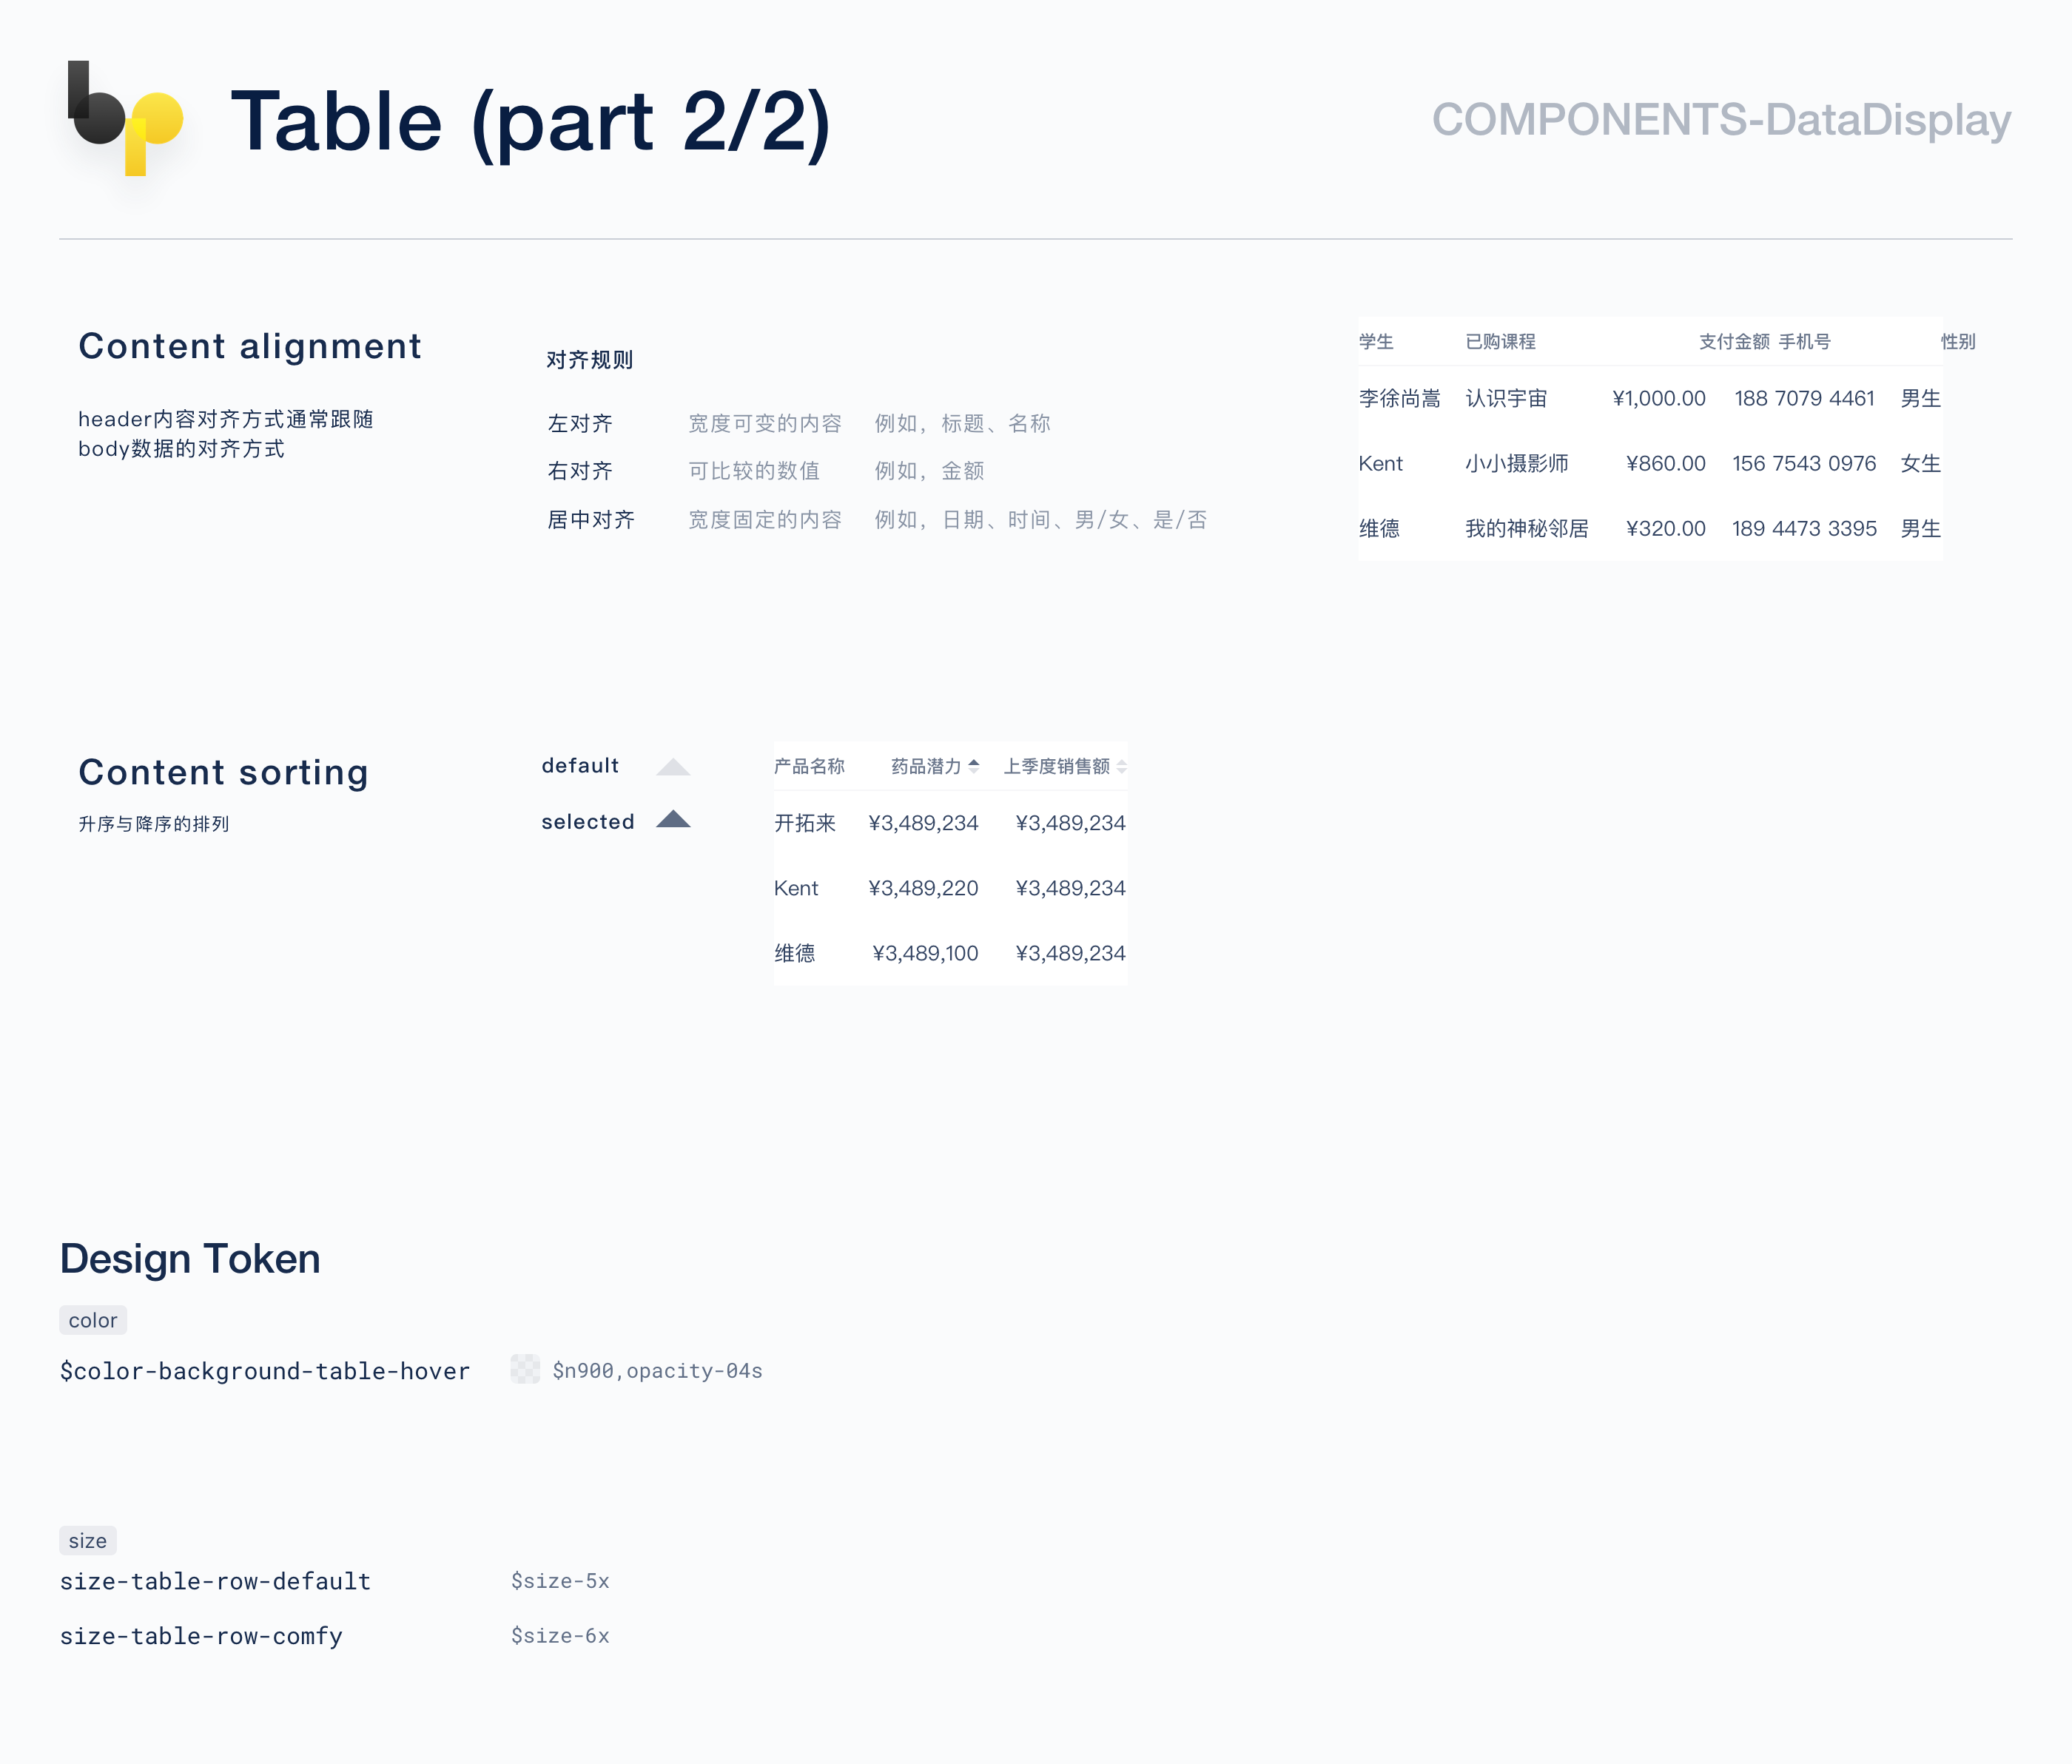 bp
Table (part 2/2)
COMPONENTS-DataDisplay
Content alignment
header内容对齐方式通常跟随
body数据的对齐方式
对齐规则
左对齐 宽度可变的内容 例如，标题、名称
右对齐 可比较的数值 例如，金额
居中对齐 宽度固定的内容 例如，日期、时间、男/女、是/否
学生 已购课程 支付金额 手机号 性别
李徐尚嵩 认识宇宙 ¥1,000.00 188 7079 4461 男生
Kent 小小摄影师 ¥860.00 156 7543 0976 女生
维德 我的神秘邻居 ¥320.00 189 4473 3395 男生
Content sorting
升序与降序的排列
default
selected
产品名称 药品潜力 上季度销售额
开拓来 ¥3,489,234 ¥3,489,234
Kent ¥3,489,220 ¥3,489,234
维德 ¥3,489,100 ¥3,489,234
Design Token
color
$color-background-table-hover $n900,opacity-04s
size
size-table-row-default $size-5x
size-table-row-comfy $size-6x